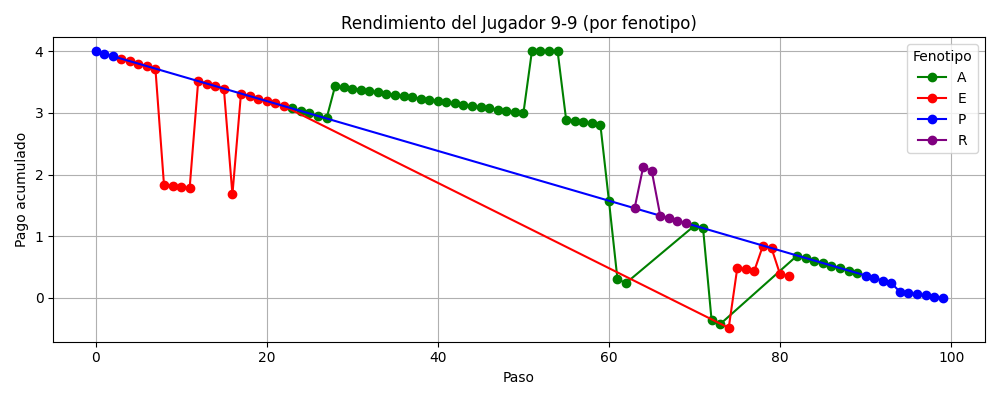 Rendimiento del Jugador 9-9 (por fenotipo)
Pago acumulado
4
3
2
1
0
Fenotipo
A
E
P
R
0
20
40
60
80
100
Paso